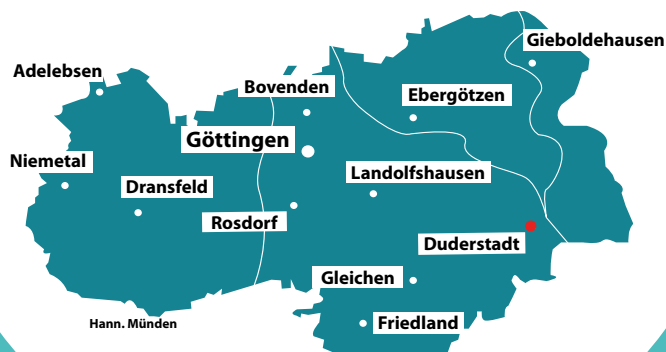 Gieboldehausen
Adelebsen
Bovenden
Ebergötzen
Göttingen
Niemetal
Dransfeld
Landolfshausen
Rosdorf
Duderstadt
Gleichen
Hann. Münden
Friedland